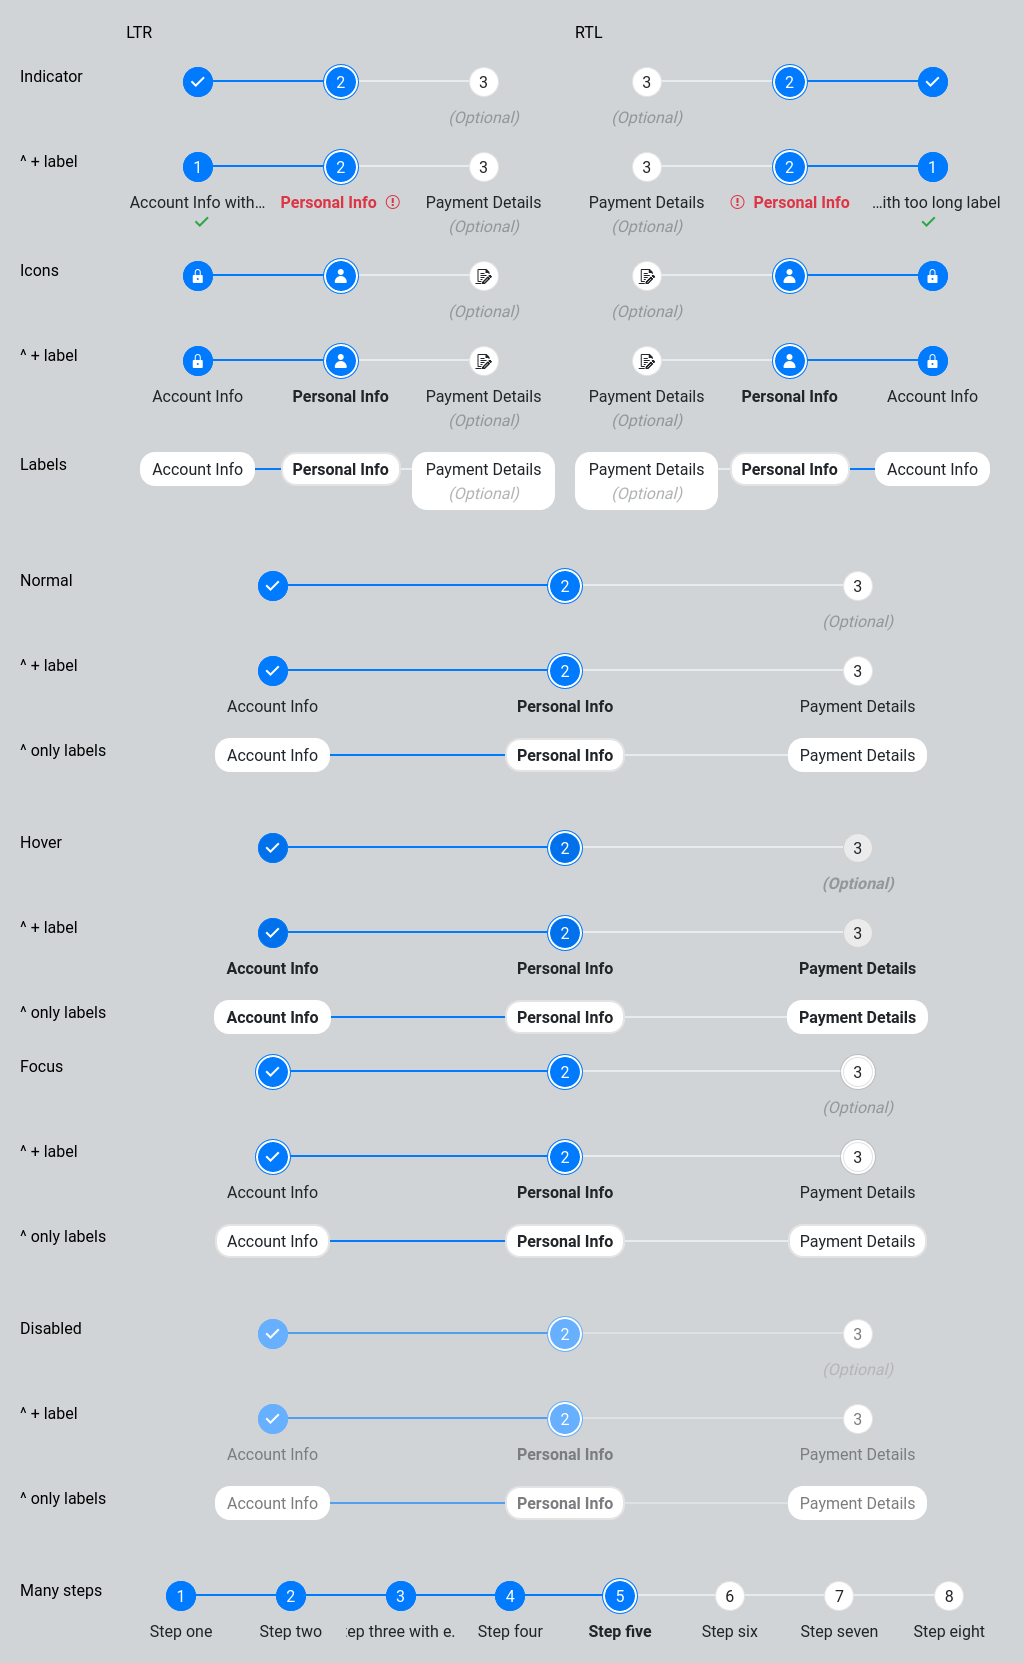 LTR RTL
Indicator 2 3 3 2
(Optional) (Optional)
^ + label 1 2 3 3 2 1
Account Info with... Personal Info Payment Details Payment Details Personal Info ...ith too long label
(Optional) (Optional)
Icons
(Optional) (Optional)
^ + label
Account Info Personal Info Payment Details Payment Details Personal Info Account Info
(Optional) (Optional)
Labels Account Info Personal Info Payment Details Payment Details Personal Info Account Info
(Optional) (Optional)
Normal 2 3
(Optional)
^ + label 2 3
Account Info Personal Info Payment Details
^ only labels Account Info Personal Info Payment Details
Hover 2 3
(Optional)
^ + label 2 3
Account Info Personal Info Payment Details
^ only labels Account Info Personal Info Payment Details
Focus 2 3
(Optional)
^ + label 2 3
Account Info Personal Info Payment Details
^ only labels Account Info Personal Info Payment Details
Disabled 2 3
(Optional)
^ + label 2 3
Account Info Personal Info Payment Details
^ only labels Account Info Personal Info Payment Details
Many steps 1 2 3 4 5 6 7 8
Step one Step two ep three with e. Step four Step five Step six Step seven Step eight